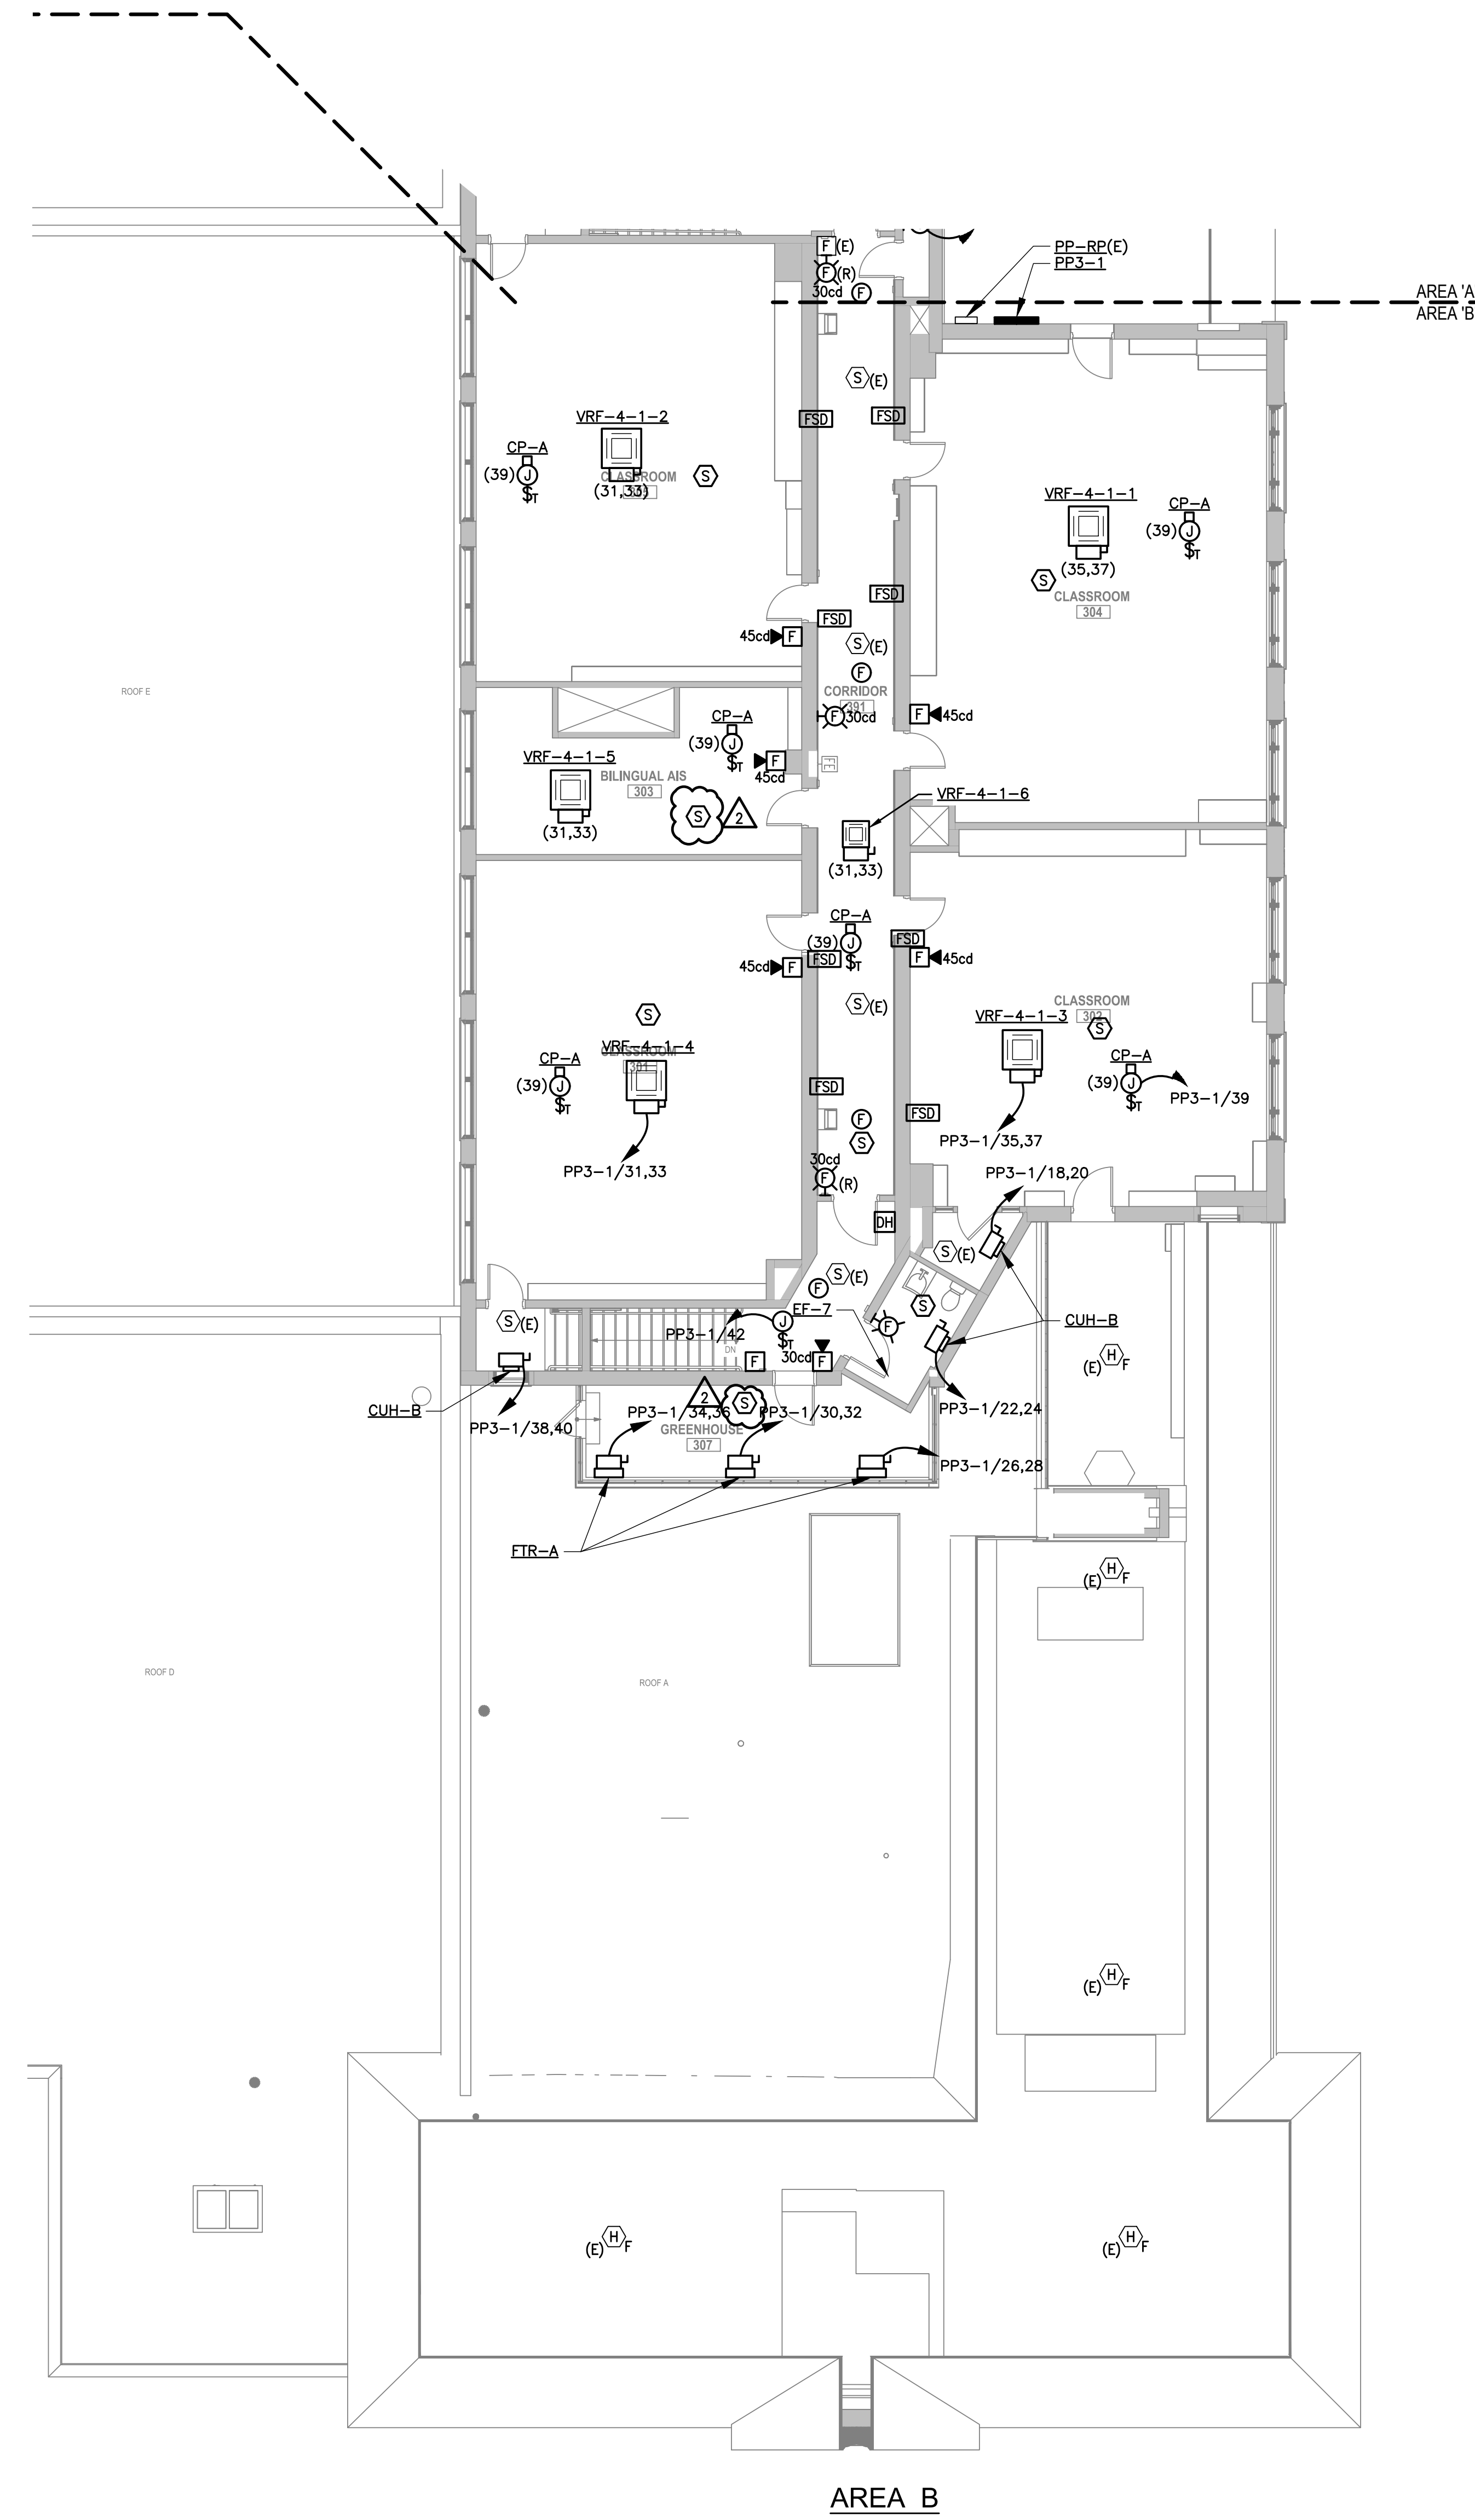 F (E)
PP-RP(E)
PP3-1
F (R)
30cd F
AREA 'A
AREA 'B
S (E)
FSD
FSD
VRF-4-1-2
CP-A
(39) J
$T
CLASSROOM
(31,33)
S
VRF-4-1-1
CP-A
(39) J
$T
(35,37)
S
CLASSROOM
304
FSD
FSD
45cd F
S (E)
F
CORRIDOR
391
F 30cd
F 45cd
ROOF E
CP-A
(39) J
$T
F
45cd
FE
VRF-4-1-5
BILINGUAL AIS
303
(31,33)
S
2
VRF-4-1-6
(31,33)
CP-A
(39) J
$T
FSD
FSD
F 45cd
45cd F
S (E)
S
VRF-4-1-4
CLASSROOM
301
CP-A
(39) J
$T
PP3-1/31,33
CLASSROOM
302
S
VRF-4-1-3
CP-A
(39) J
$T
PP3-1/39
PP3-1/35,37
FSD
FSD
F
S
30cd
F (R)
PP3-1/18,20
DH
S (E)
S (E)
F
S
EF-7
F
S (E)
PP3-1/42
J
$T
DN
F
30cd F
CUH-B
H F
(E)
CUH-B
PP3-1/38,40
2
S
PP3-1/34,36
PP3-1/30,32
PP3-1/22,24
GREENHOUSE
307
PP3-1/26,28
FTR-A
H F
(E)
ROOF D
ROOF A
H F
(E)
H F
(E)
H F
(E)
AREA B